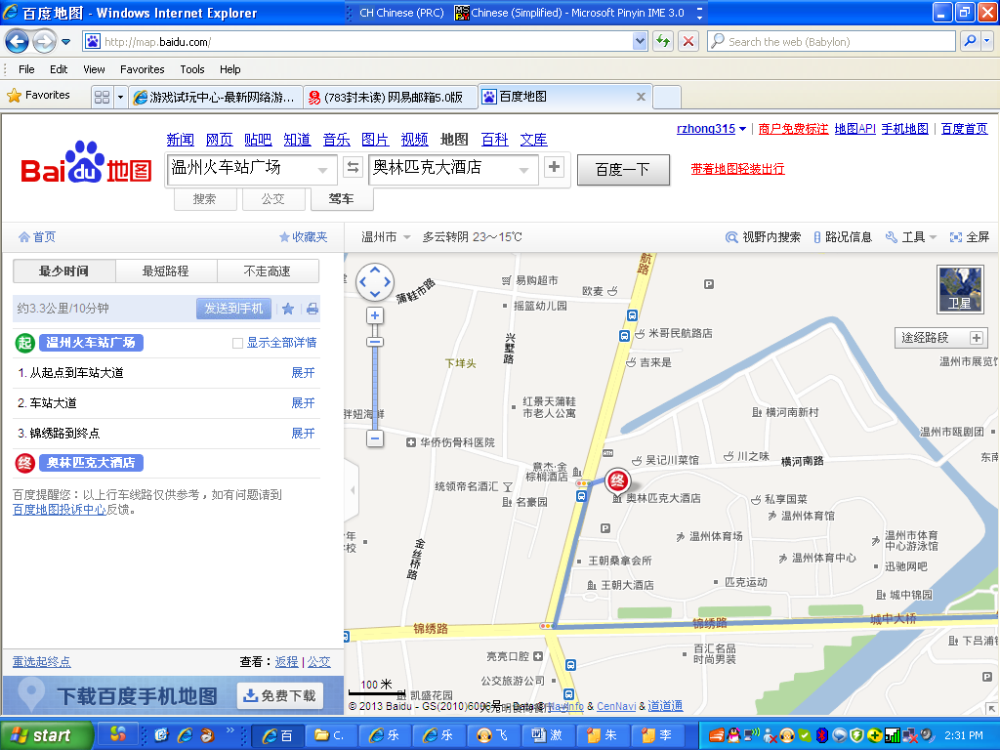 百度地图 - Windows Internet Explorer
CH Chinese (PRC)
Chinese (Simplified) - Microsoft Pinyin IME 3.0
http://map.baidu.com/
Search the web (Babylon)
File Edit View Favorites Tools Help
Favorites
游戏试玩中心-最新网络游...
(783封未读) 网易邮箱5.0版
百度地图
rzhong315
商户免费标注 地图API 手机地图 百度首页
新闻 网页 贴吧 知道 音乐 图片 视频 地图 百科 文库
Bai du 地图
温州火车站广场
奥林匹克大酒店
百度一下
带着地图轻装出行
搜索 公交 驾车
首页
收藏夹
温州市
多云转阴 23～15℃
视野内搜索 路况信息 工具 全屏
最少时间 最短路程 不走高速
约3.3公里/10分钟
发送到手机
起 温州火车站广场
显示全部详情
1. 从起点到车站大道 展开
2. 车站大道 展开
3. 锦绣路到终点 展开
终 奥林匹克大酒店
百度提醒您：以上行车线路仅供参考，如有问题请到
百度地图投诉中心反馈。
重选起终点
查看：返程 | 公交
下载百度手机地图
免费下载
航路
蒲鞋市路
易购超市
欧麦
摇篮幼儿园
卫星
途经路段
米哥民航路店
兴墅路
下垟头
吉来是
温州市展览馆
红景天蒲鞋
市老人公寓
横河南新村
胖妞海鲜
温州市瓯剧团
华侨伤骨科医院
吴记川菜馆
川之味
横河南路
意杰·金
棕榈酒店
统领帝名酒汇
终
名豪园
奥林匹克大酒店
私享国菜
温州体育馆
温州体育场
温州市体育
中心游泳馆
金丝桥路
王朝桑拿会所
温州体育中心
迅驰网吧
王朝大酒店
匹克运动
城中锦园
锦绣路
锦绣路
城中大桥
下吕浦
亮亮口腔
百汇名品
时尚男装
公交旅游公司
100 米
凯盛花园
© 2013 Baidu - GS(2010)6006号 - Data © NavInfo & CenNavi & 道道通
start
百
C.
乐
乐
飞
激
朱
李
2:31 PM